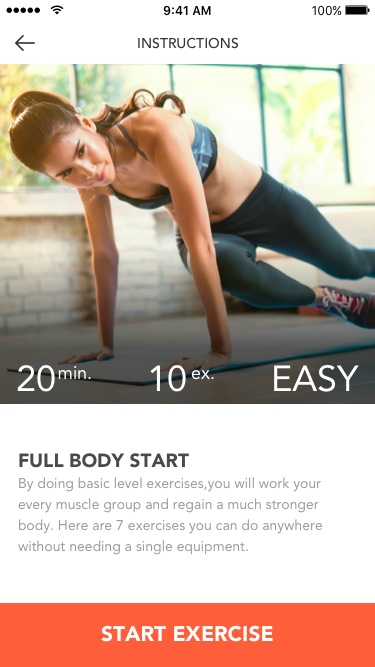 9:41 AM 100%
INSTRUCTIONS
20 min. 10 ex. EASY
FULL BODY START
By doing basic level exercises,you will work your
every muscle group and regain a much stronger
body. Here are 7 exercises you can do anywhere
without needing a single equipment.
START EXERCISE